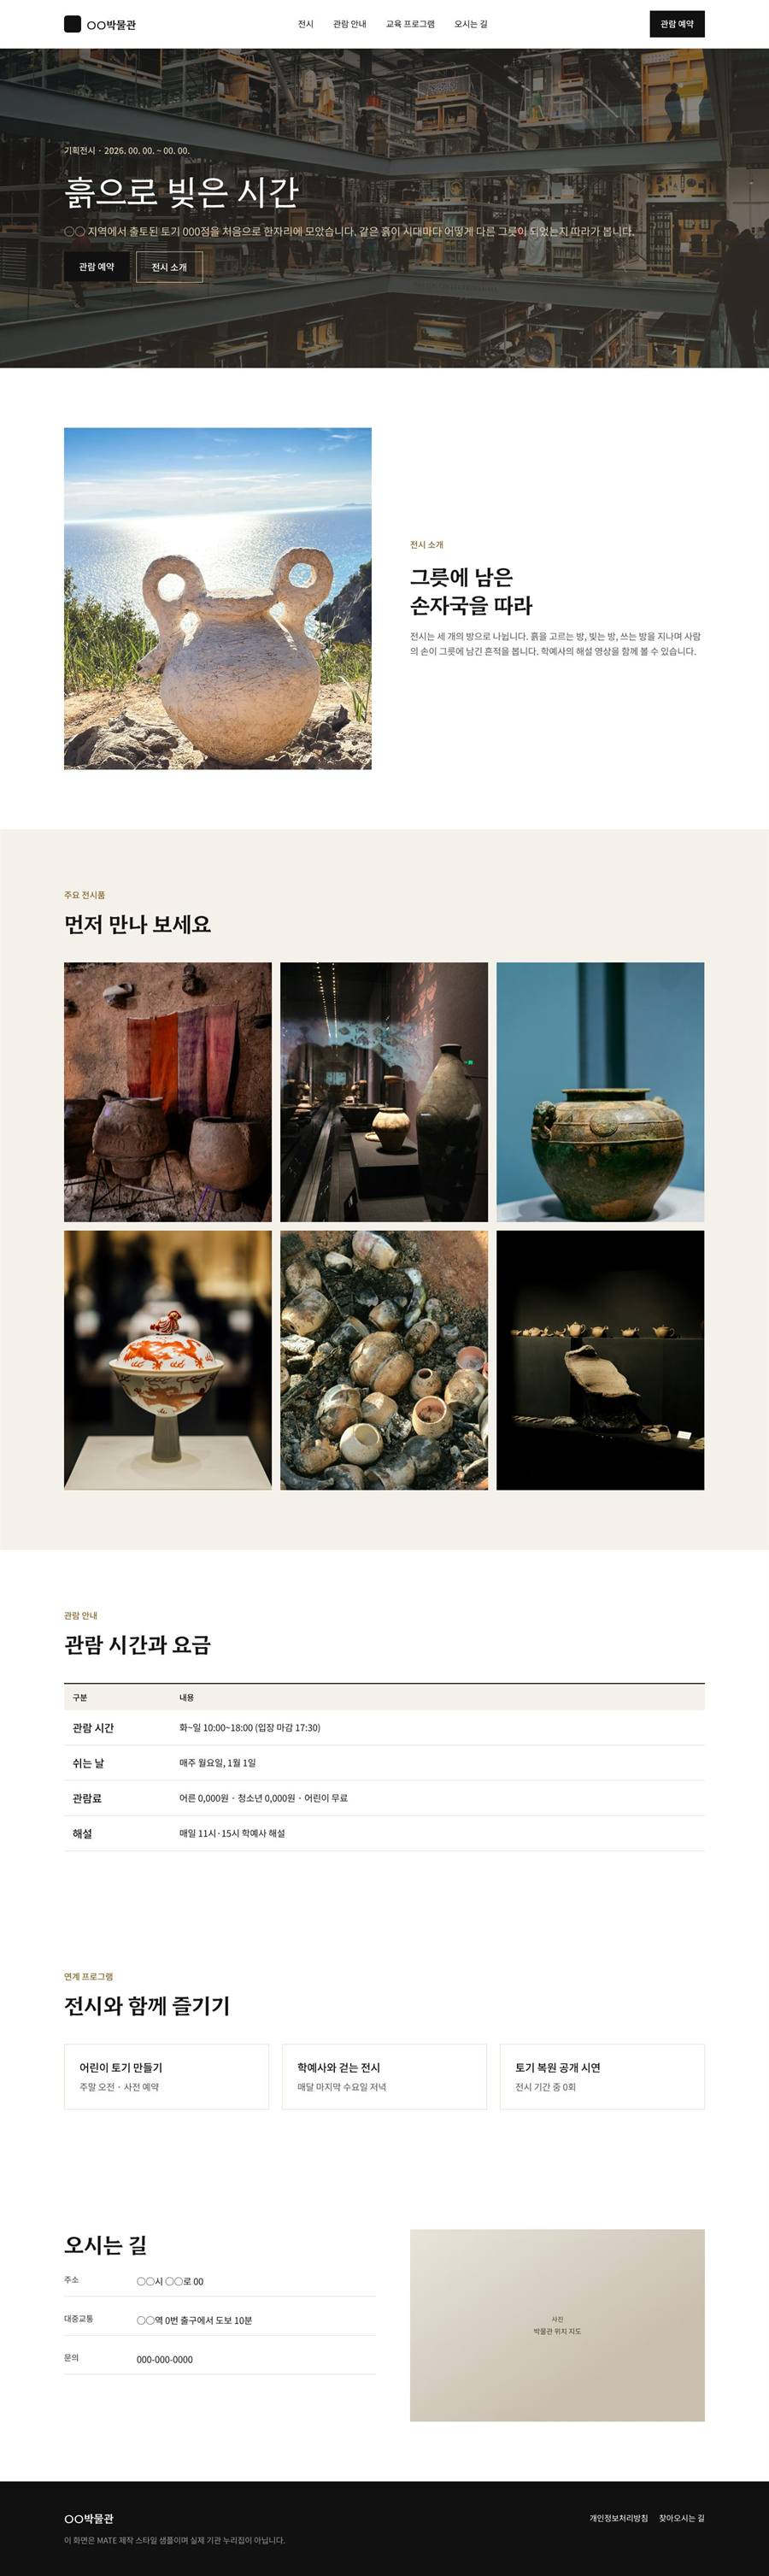 ○○박물관
전시
관람 안내
교육 프로그램
오시는 길
관람 예약
기획전시 · 2026. 00. 00. ~ 00. 00.
흙으로 빚은 시간
○○ 지역에서 출토된 토기 000점을 처음으로 한자리에 모았습니다. 같은 흙이 시대마다 어떻게 다른 그릇이 되었는지 따라가 봅니다.
관람 예약
전시 소개
전시 소개
그릇에 남은
손자국을 따라
전시는 세 개의 방으로 나뉩니다. 흙을 고르는 방, 빚는 방, 쓰는 방을 지나며 사람
의 손이 그릇에 남긴 흔적을 봅니다. 학예사의 해설 영상을 함께 볼 수 있습니다.
주요 전시품
먼저 만나 보세요
관람 안내
관람 시간과 요금
구분 내용
관람 시간 화~일 10:00~18:00 (입장 마감 17:30)
쉬는 날 매주 월요일, 1월 1일
관람료 어른 0,000원 · 청소년 0,000원 · 어린이 무료
해설 매일 11시·15시 학예사 해설
연계 프로그램
전시와 함께 즐기기
어린이 토기 만들기
주말 오전 · 사전 예약
학예사와 걷는 전시
매달 마지막 수요일 저녁
토기 복원 공개 시연
전시 기간 중 0회
오시는 길
주소 ○○시 ○○로 00
대중교통 ○○역 0번 출구에서 도보 10분
문의 000-000-0000
사진
박물관 위치 지도
○○박물관
개인정보처리방침 찾아오시는 길
이 화면은 MATE 제작 스타일 샘플이며 실제 기관 누리집이 아닙니다.